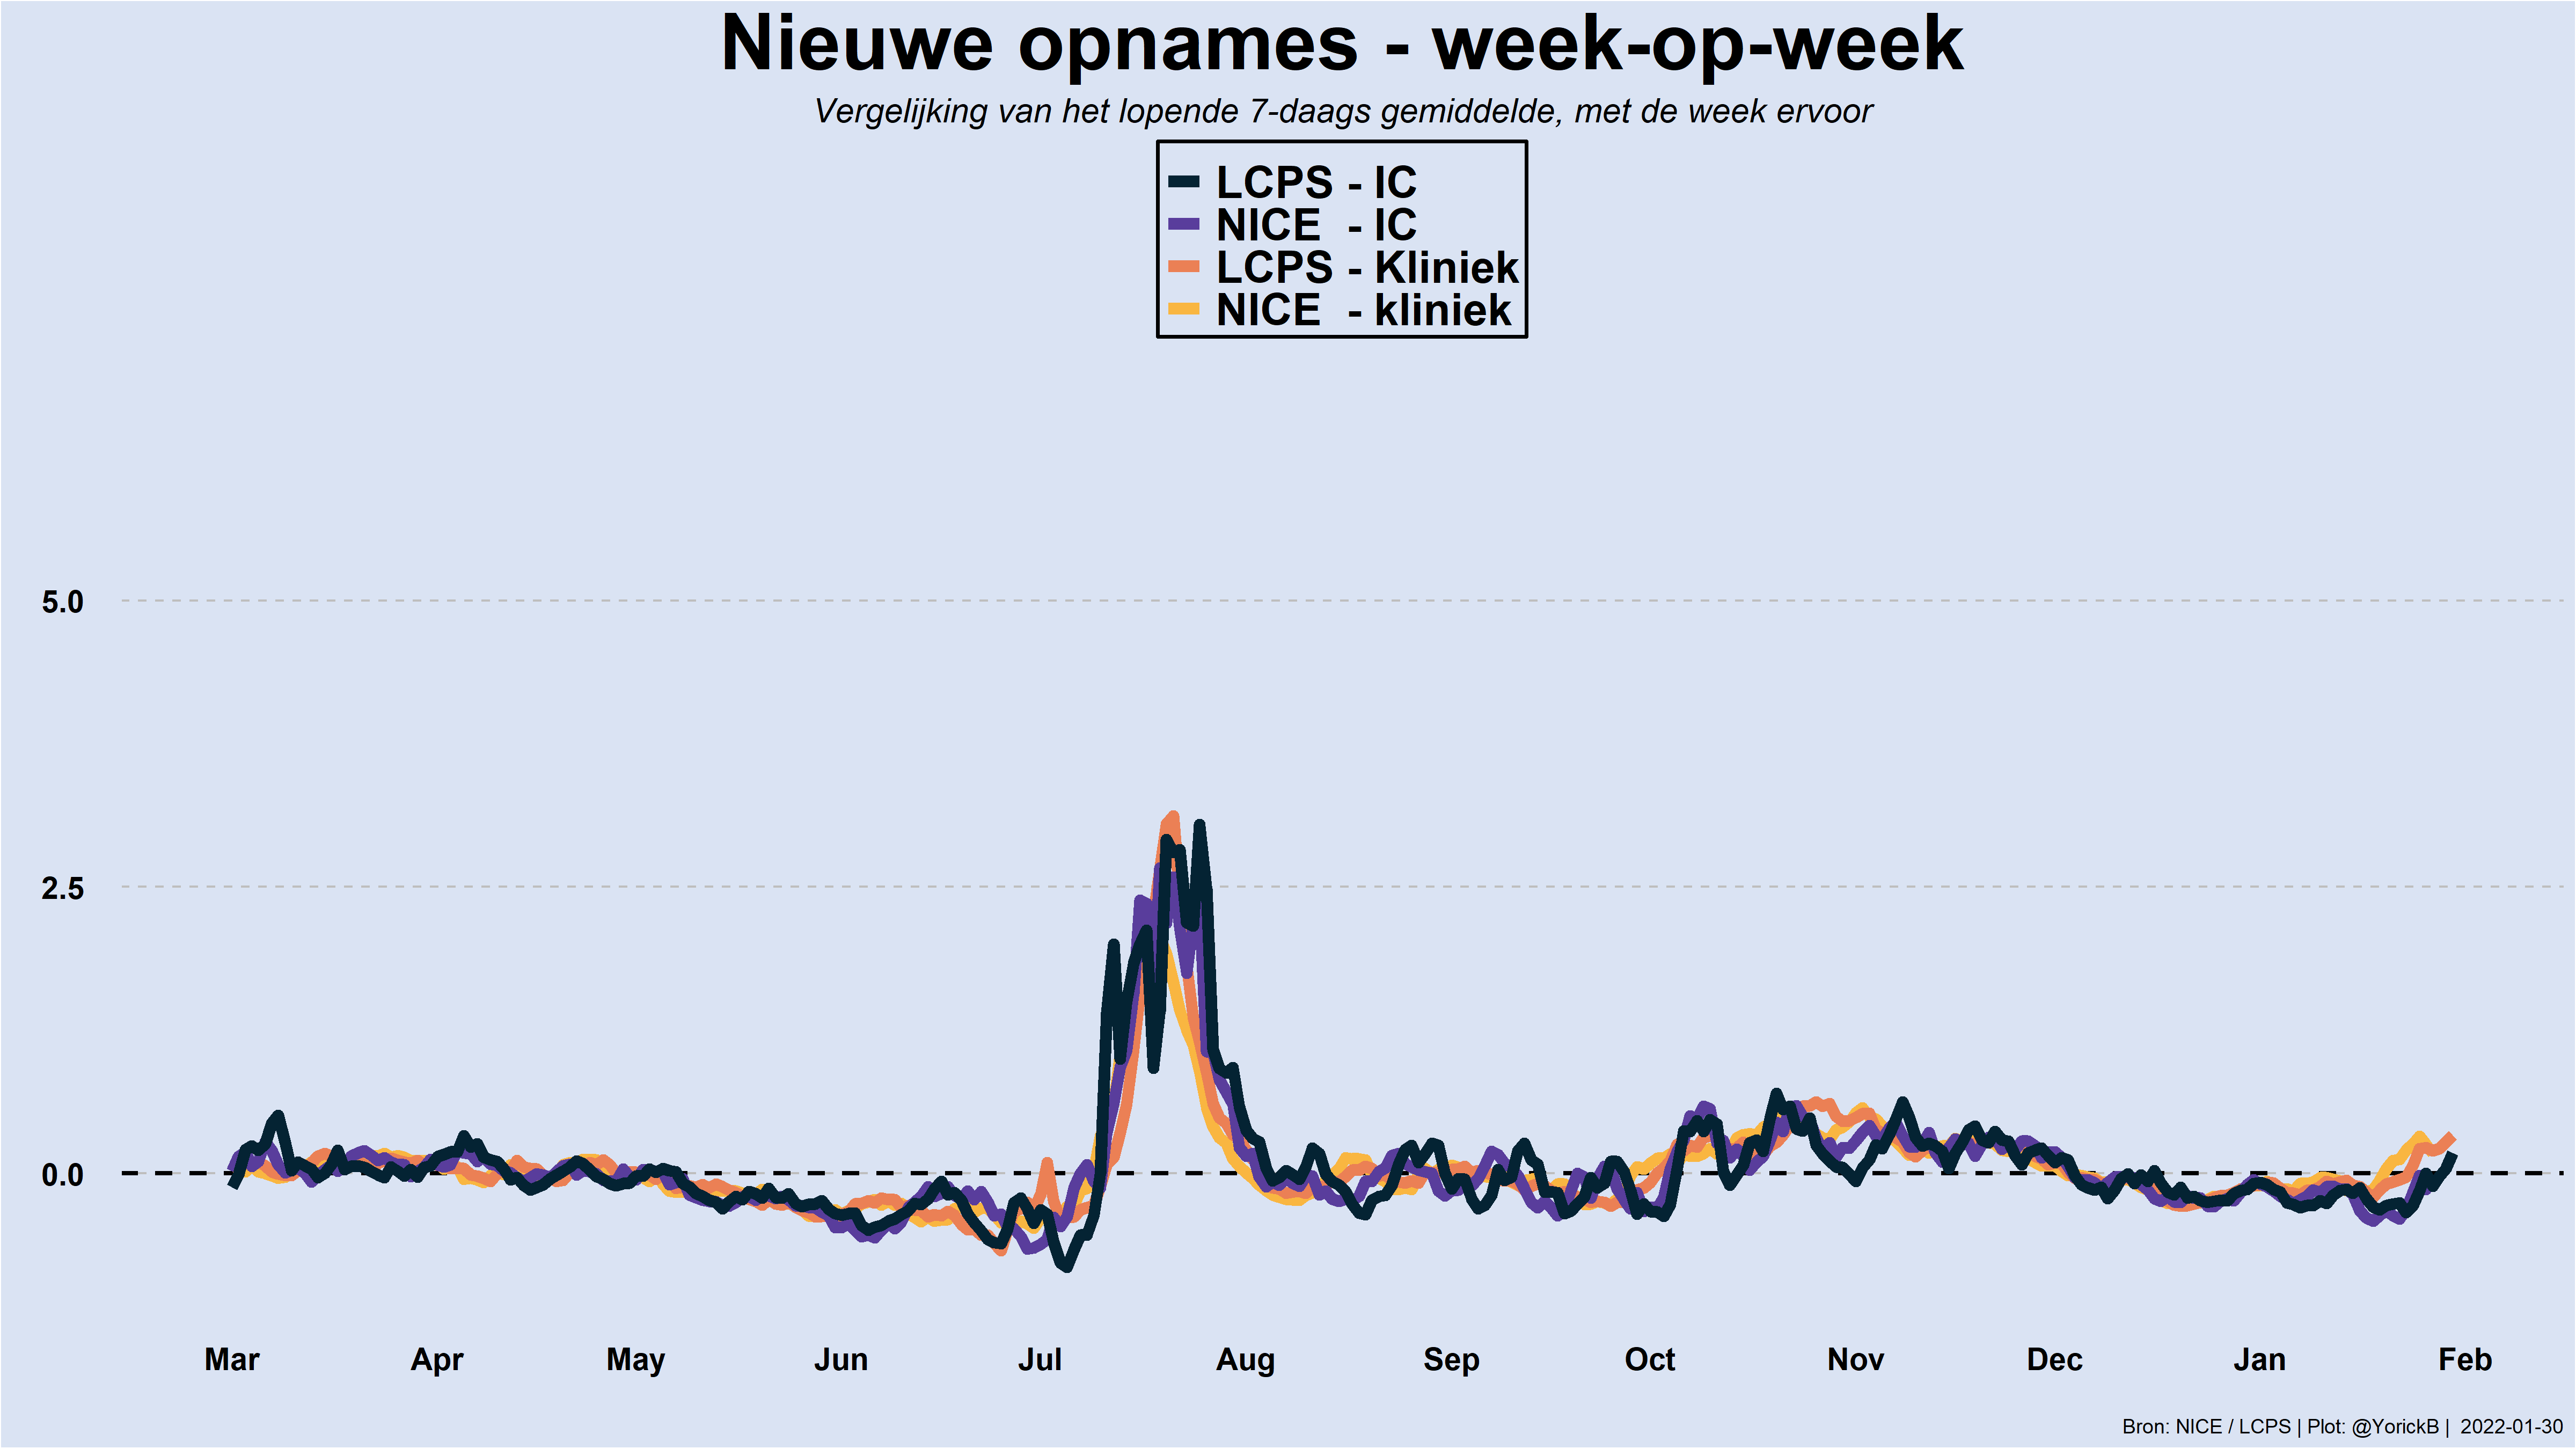 Nieuwe opnames - week-op-week
Vergelijking van het lopende 7-daags gemiddelde, met de week ervoor
LCPS - IC
NICE  - IC
LCPS - Kliniek
NICE  - kliniek
5.0
2.5
0.0
Mar Apr May Jun Jul Aug Sep Oct Nov Dec Jan Feb
Bron: NICE / LCPS | Plot: @YorickB |  2022-01-30